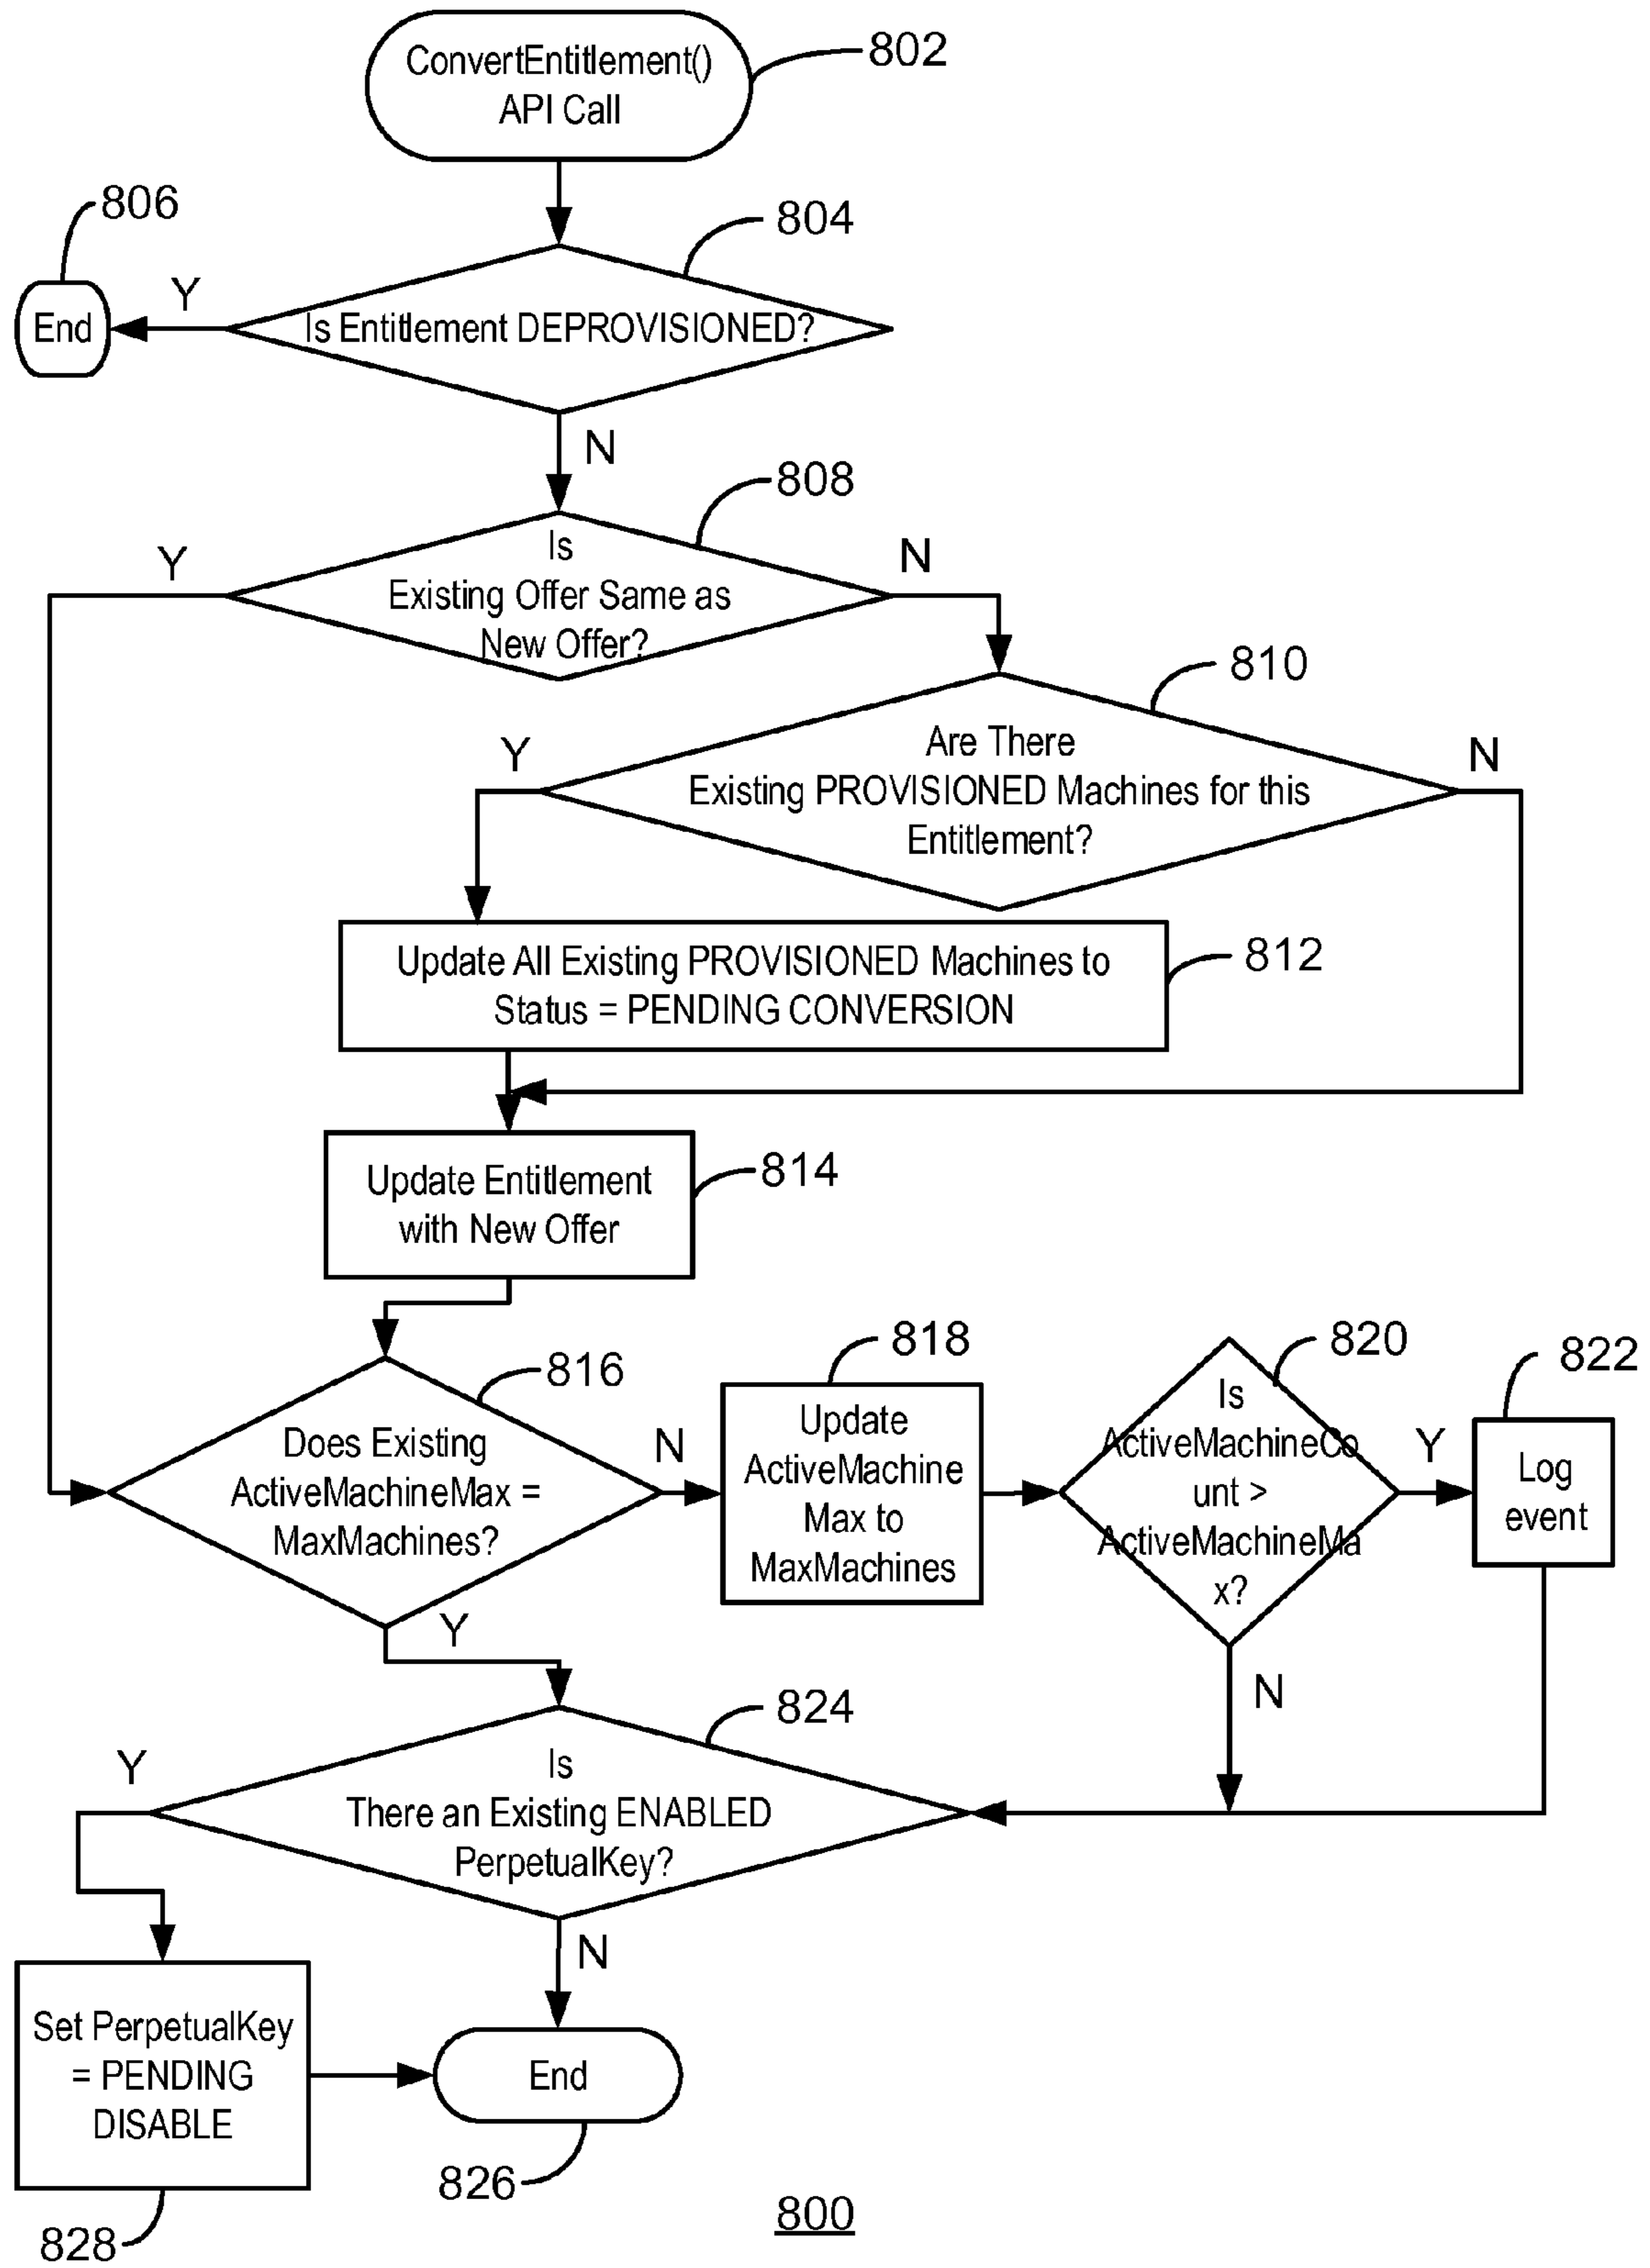 ConvertEntitlement()
API Call
802
806
804
Y
End
Is Entitlement DEPROVISIONED?
N
808
Y
Is
Existing Offer Same as
New Offer?
N
810
Y
Are There
Existing PROVISIONED Machines for this
Entitlement?
N
Update All Existing PROVISIONED Machines to
Status = PENDING CONVERSION
812
Update Entitlement
with New Offer
814
816
Does Existing
ActiveMachineMax =
MaxMachines?
N
Y
818
Update
ActiveMachine
Max to
MaxMachines
820
Is
ActiveMachineCo
unt >
ActiveMachineMa
x?
Y
N
822
Log
event
824
Y
Is
There an Existing ENABLED
PerpetualKey?
N
Set PerpetualKey
= PENDING
DISABLE
End
826
828
800